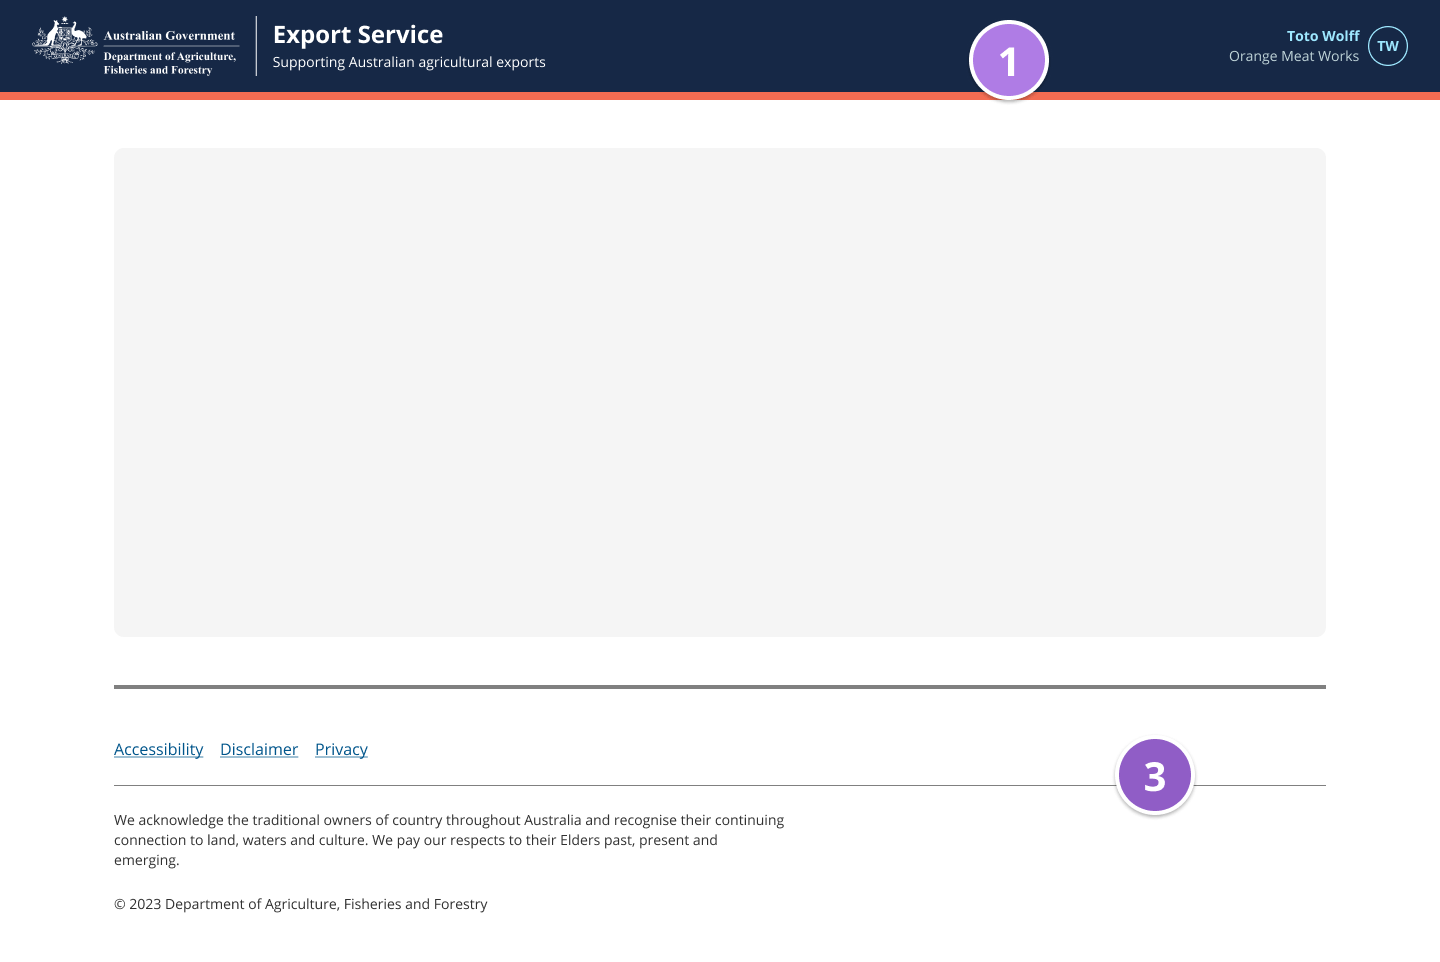 Australian Government
Department of Agriculture,
Fisheries and Forestry
Export Service
Supporting Australian agricultural exports
1
Toto Wolff
Orange Meat Works
TW
Accessibility Disclaimer Privacy
3
We acknowledge the traditional owners of country throughout Australia and recognise their continuing
connection to land, waters and culture. We pay our respects to their Elders past, present and
emerging.
© 2023 Department of Agriculture, Fisheries and Forestry